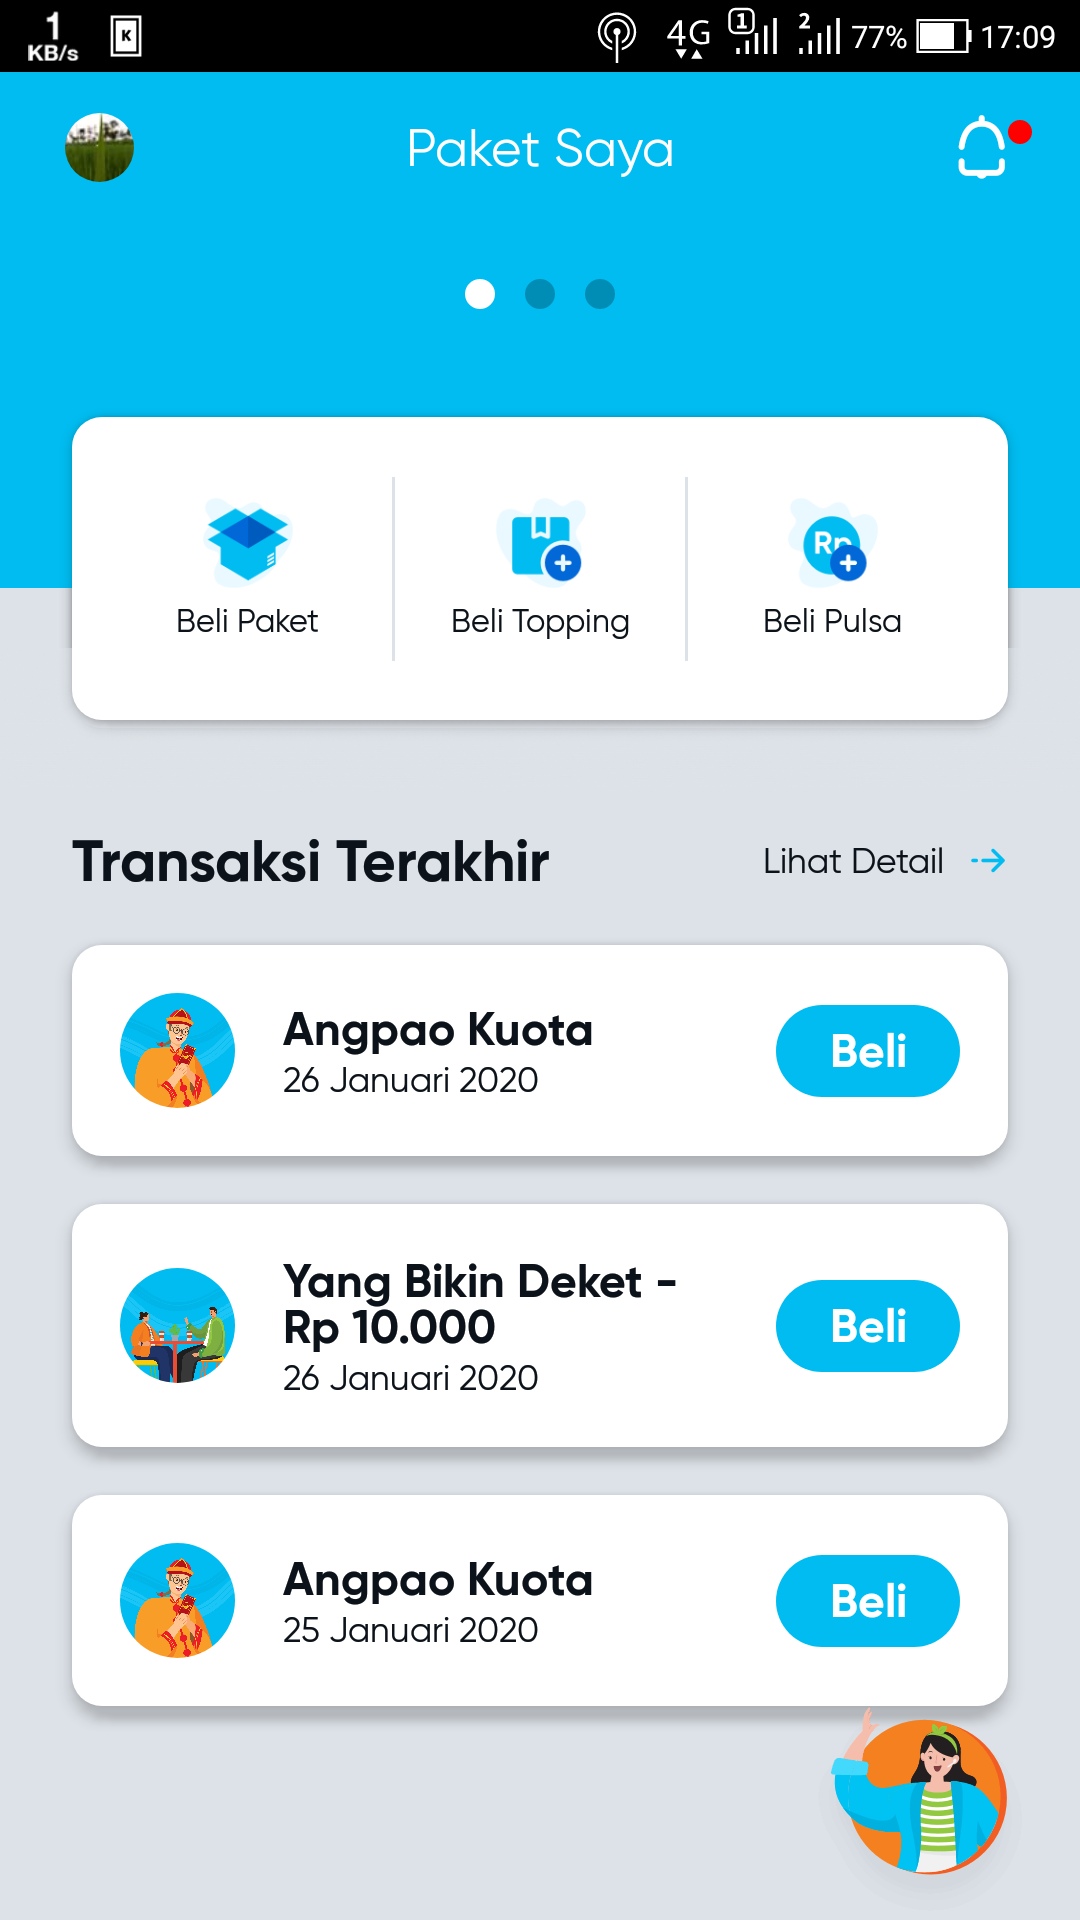 1
KB/s
K
4G
1
2
77%
17:09
Paket Saya
Rp
Beli Paket
Beli Topping
Beli Pulsa
Transaksi Terakhir
Lihat Detail
Angpao Kuota
26 Januari 2020
Beli
Yang Bikin Deket -
Rp 10.000
26 Januari 2020
Beli
Angpao Kuota
25 Januari 2020
Beli